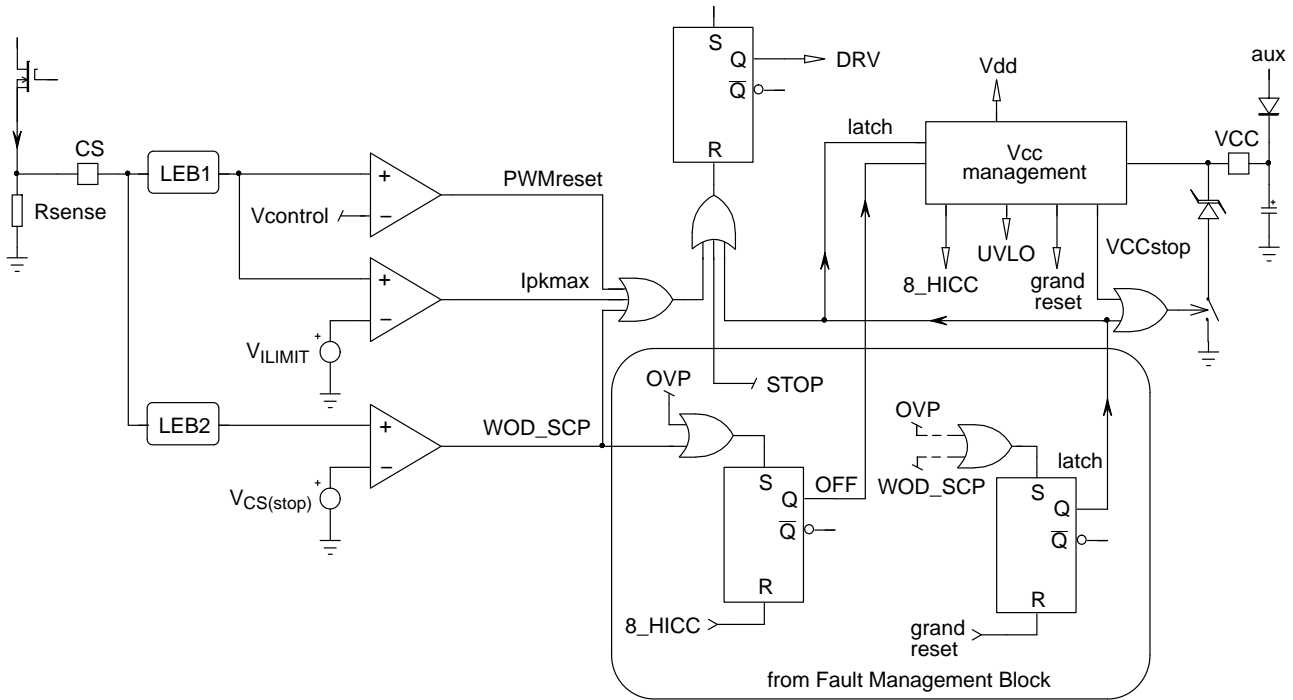 S
Q
Q
R
DRV
Vdd
aux
latch
VCC
Vcc
management
CS
LEB1
+
−
PWMreset
Rsense
Vcontrol
UVLO
VCCstop
8_HICC
grand
reset
+
−
Ipkmax
+
VILIMIT
OVP
STOP
LEB2
+
−
WOD_SCP
OVP
latch
WOD_SCP
+
VCS(stop)
S
Q
OFF
Q
R
S
Q
Q
R
8_HICC
grand
reset
from Fault Management Block
+